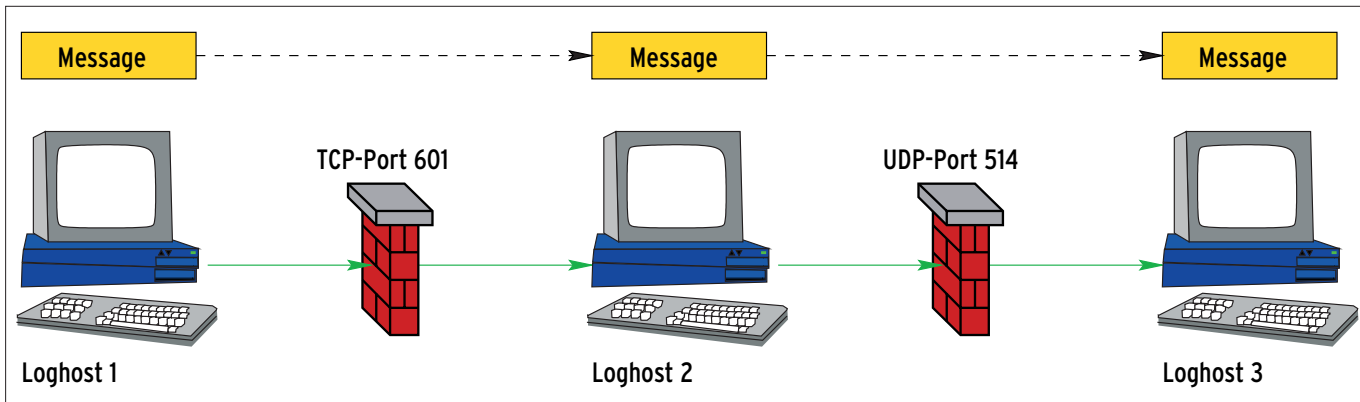 Message
Message
Message
TCP-Port 601
UDP-Port 514
Loghost 1
Loghost 2
Loghost 3